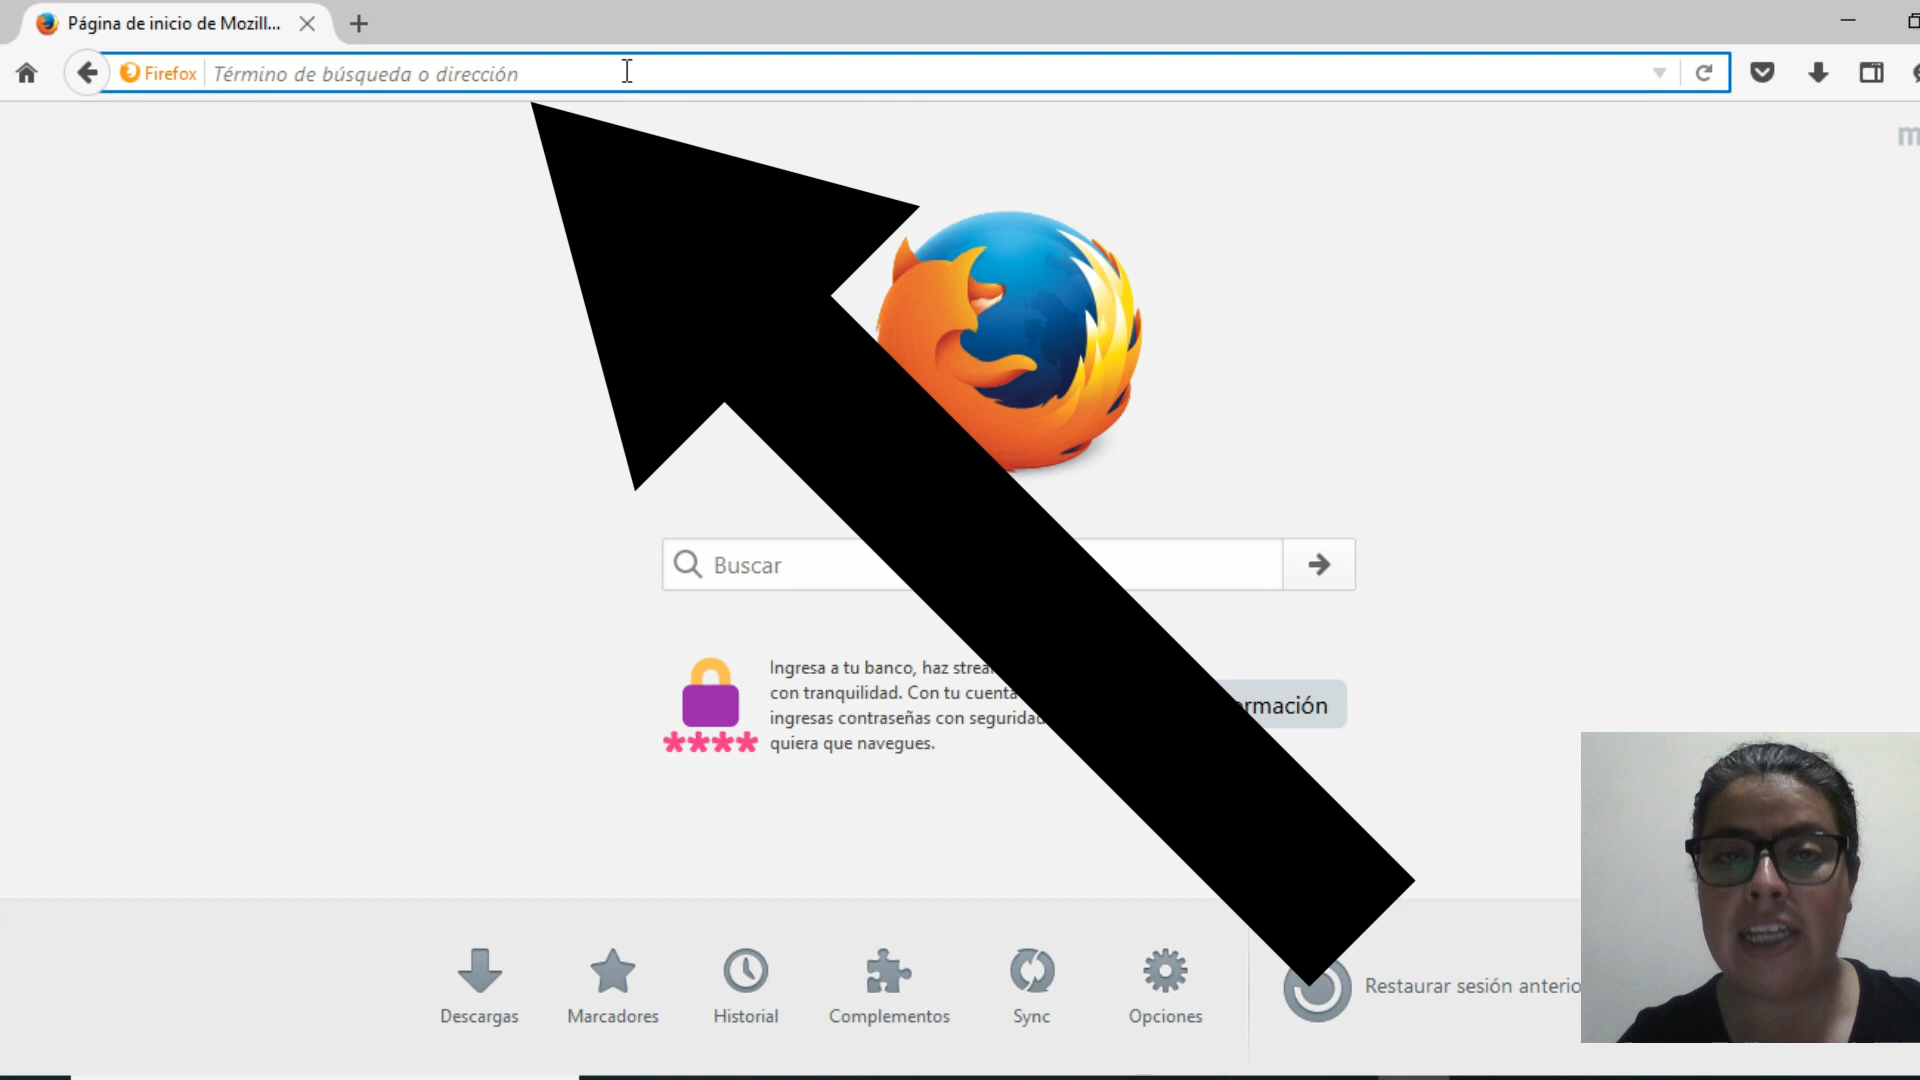 Página de inicio de Mozill...
Firefox
Término de búsqueda o dirección
m
Buscar
Ingresa a tu banco, haz strea
con tranquilidad. Con tu cuenta
ingresas contraseñas con seguridad
quiera que navegues.
rmación
****
Descargas
Marcadores
Historial
Complementos
Sync
Opciones
Restaurar sesión anterio